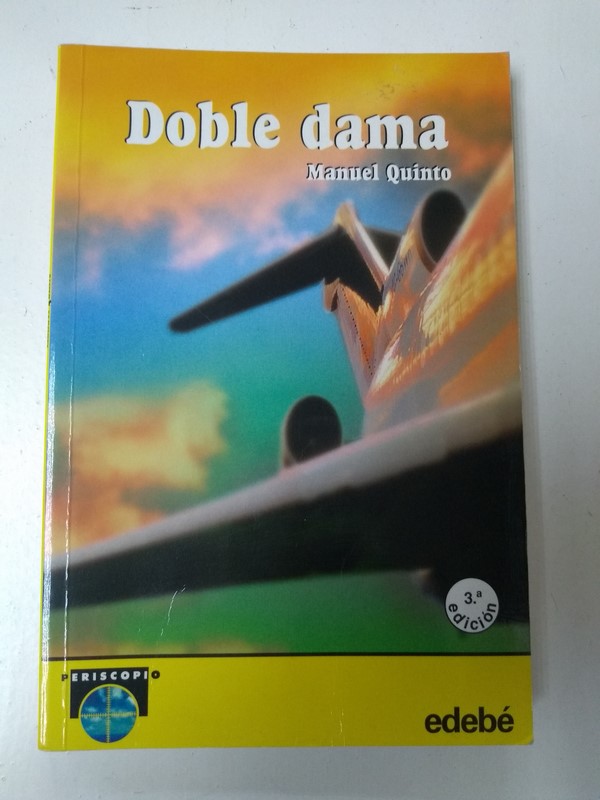 Doble dama
Manuel Quinto
3.ª
edición
PERISCOPIO
edebé